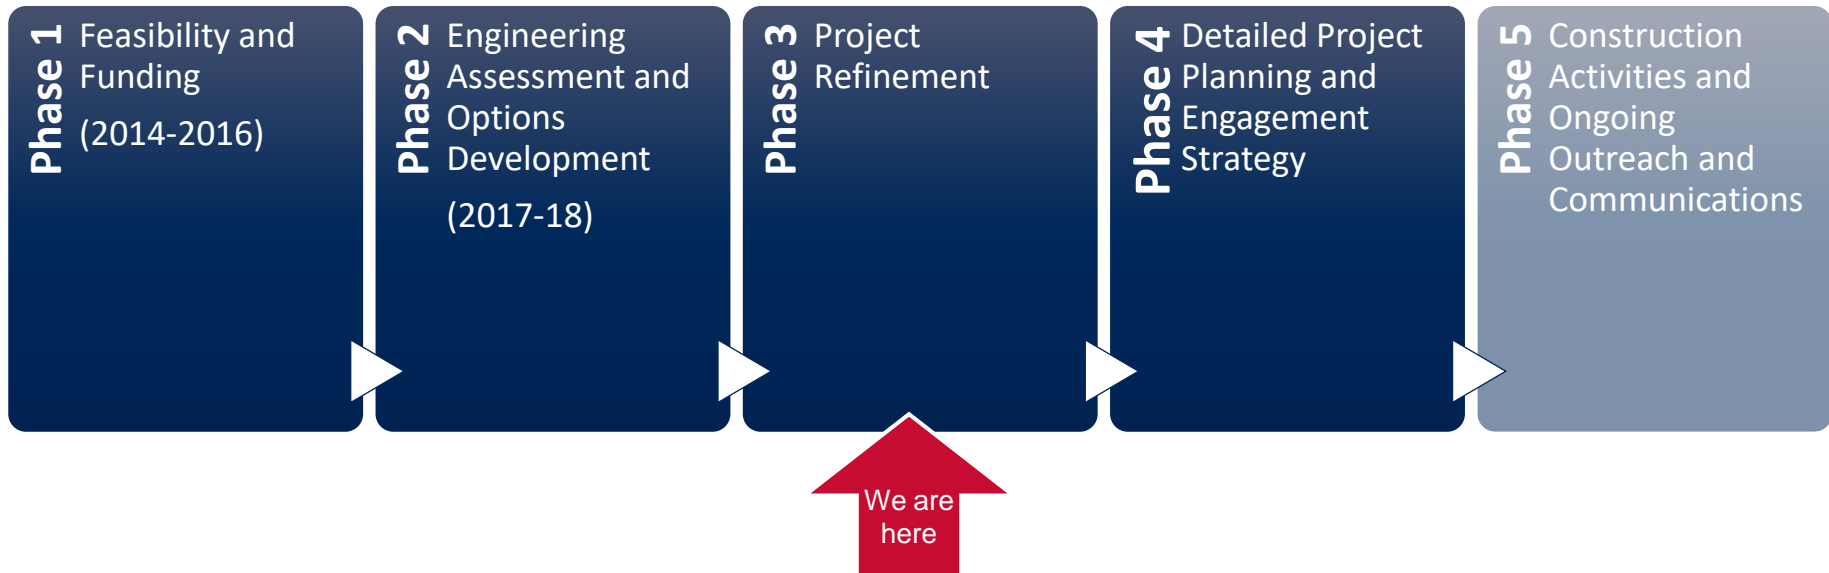 Phase 1
Feasibility and
Funding
(2014-2016)
Phase 2
Engineering
Assessment and
Options
Development
(2017-18)
Phase 3
Project
Refinement
Phase 4
Detailed Project
Planning and
Engagement
Strategy
Phase 5
Construction
Activities and
Ongoing
Outreach and
Communications
We are
here